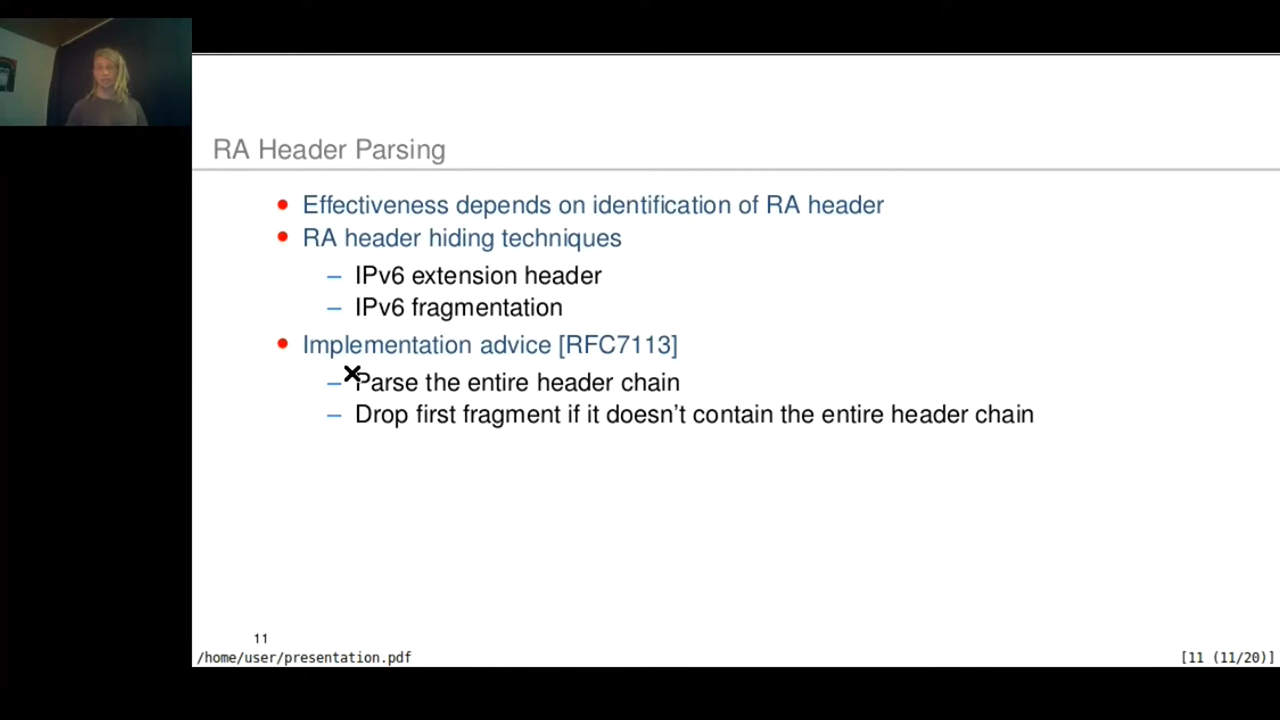 RA Header Parsing
Effectiveness depends on identification of RA header
RA header hiding techniques
– IPv6 extension header
– IPv6 fragmentation
Implementation advice [RFC7113]
– Parse the entire header chain
– Drop first fragment if it doesn't contain the entire header chain
11
/home/user/presentation.pdf
[11 (11/20)]